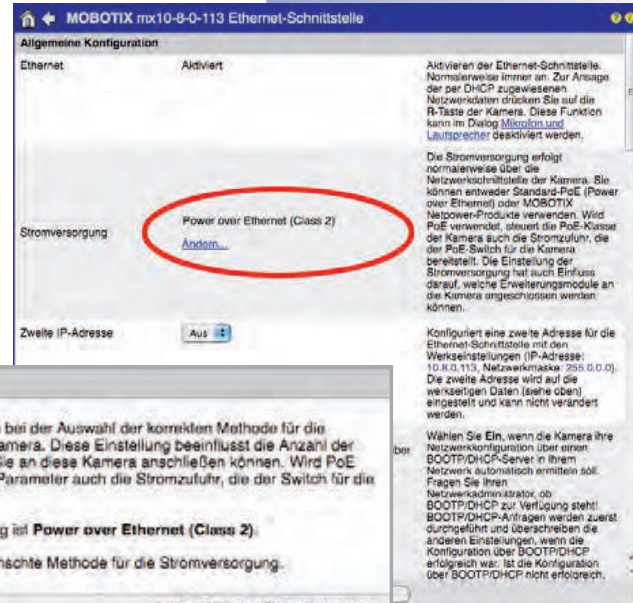 MOBOTIX mx10-8-0-113 Ethernet-Schnittstelle
Allgemeine Konfiguration
Ethernet
Aktiviert
Aktivieren der Ethernet-Schnittstelle.
Normalerweise immer an. Zur Ansage
der per DHCP zugewiesenen
Netzwerkdaten drücken Sie auf die
R-Taste der Kamera. Diese Funktion
kann im Dialog Mikrofon und
Lautsprecher deaktiviert werden.
Stromversorgung
Power over Ethernet (Class 2)
Ändern...
Die Stromversorgung erfolgt
normalerweise über die
Netzwerkschnittstelle der Kamera. Sie
können entweder Standard-PoE (Power
over Ethernet) oder MOBOTIX
Netpower-Produkte verwenden. Wird
PoE verwendet, steuert die PoE-Klasse
der Kamera auch die Stromzufuhr, die
der PoE-Switch für die Kamera
bereitstellt. Die Einstellung der
Stromversorgung hat auch Einfluss
darauf, welche Erweiterungsmodule an
die Kamera angeschlossen werden
können.
Zweite IP-Adresse
Aus
Konfiguriert eine zweite Adresse für die
Ethernet-Schnittstelle mit den
Werkseinstellungen (IP-Adresse:
10.8.0.113, Netzwerkmaske: 255.0.0.0).
Die zweite Adresse wird auf die
werkseitigen Daten (siehe oben)
eingestellt und kann nicht verändert
werden.
ber
Wählen Sie Ein, wenn die Kamera ihre
Netzwerkkonfiguration über einen
BOOTP/DHCP-Server in Ihrem
Netzwerk automatisch ermitteln soll.
Fragen Sie Ihren
Netzwerkadministrator, ob
BOOTP/DHCP zur Verfügung steht!
BOOTP/DHCP-Anfragen werden zuerst
durchgeführt und überschreiben die
anderen Einstellungen, wenn die
Konfiguration über BOOTP/DHCP
erfolgreich war. Ist die Konfiguration
über BOOTP/DHCP nicht erfolgreich,
bei der Auswahl der korrekten Methode für die
amera. Diese Einstellung beeinflusst die Anzahl der
ie an diese Kamera anschließen können. Wird PoE
Parameter auch die Stromzufuhr, die der Switch für die
g ist Power over Ethernet (Class 2).
nschte Methode für die Stromversorgung.